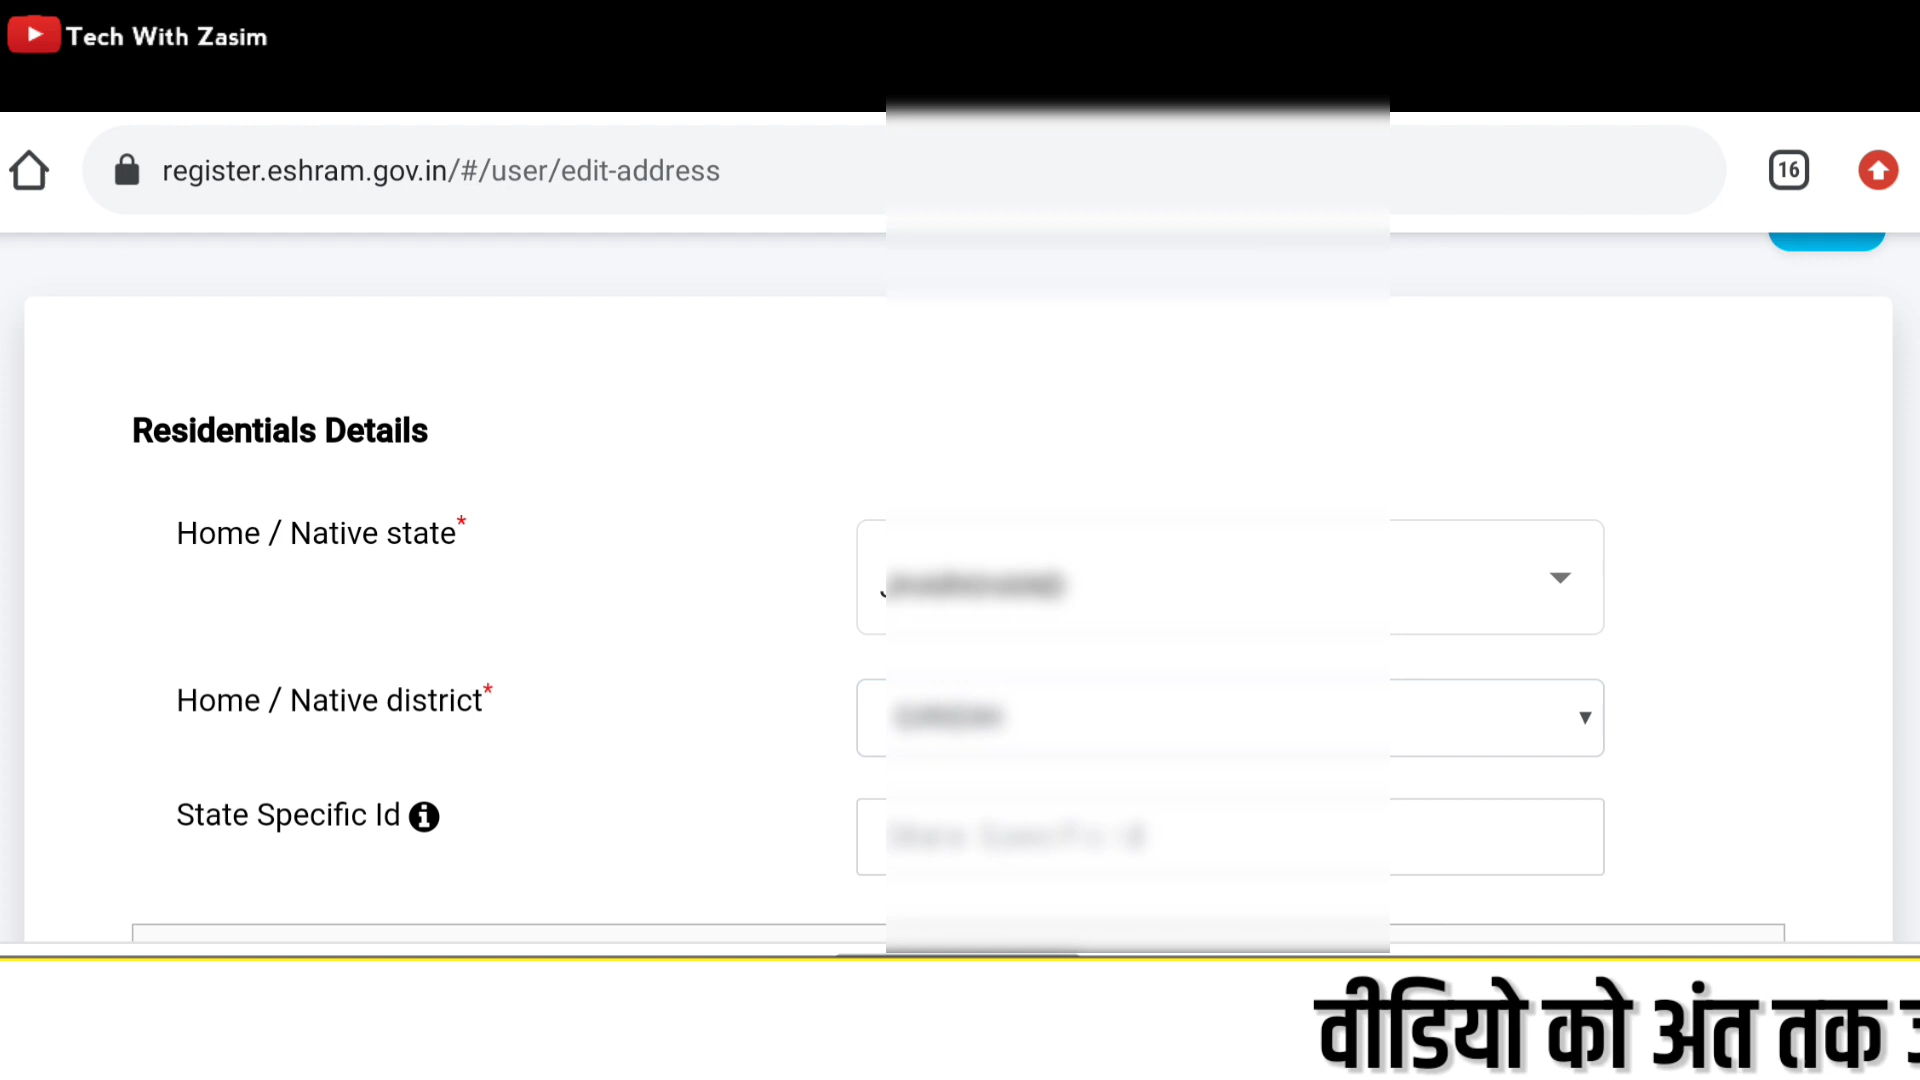 Tech With Zasim
register.eshram.gov.in/#/user/edit-address
16
Residentials Details
Home / Native state*
Home / Native district*
State Specific Id
वीडियो को अंत तक